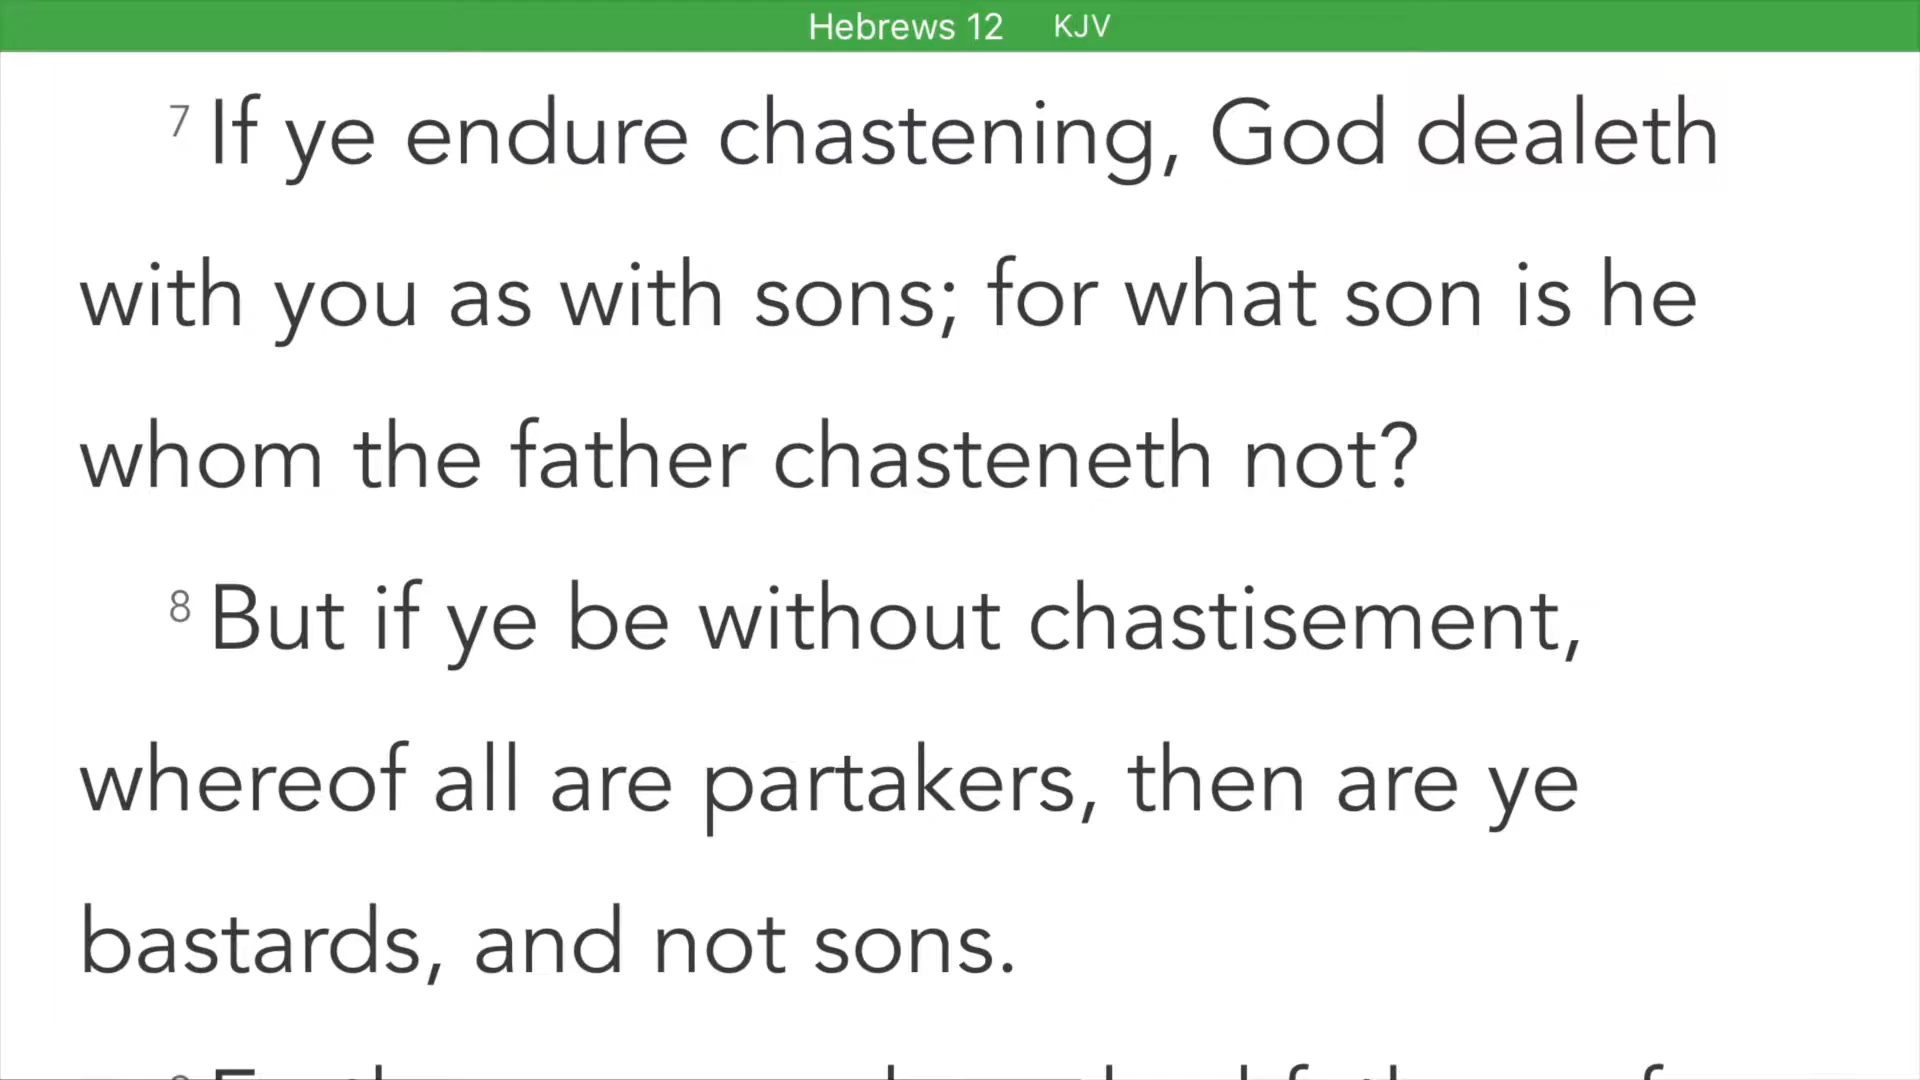 Hebrews 12 KJV
7 If ye endure chastening, God dealeth
with you as with sons; for what son is he
whom the father chasteneth not?
8 But if ye be without chastisement,
whereof all are partakers, then are ye
bastards, and not sons.